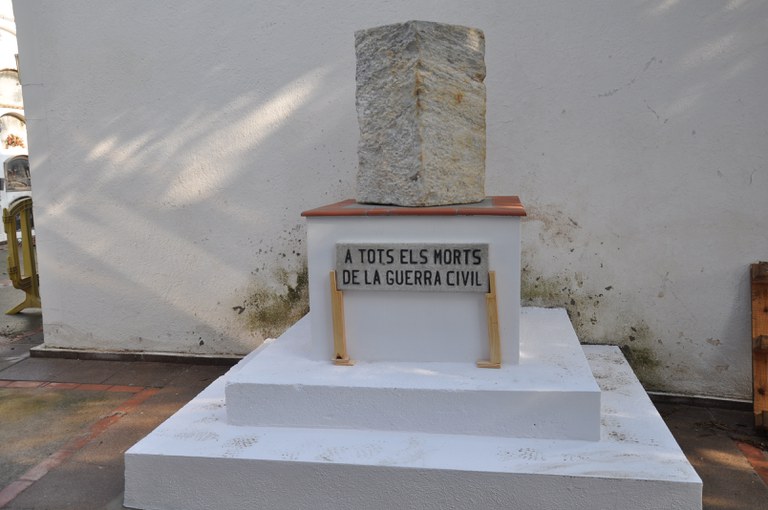 A TOTS ELS MORTS
DE LA GUERRA CIVIL